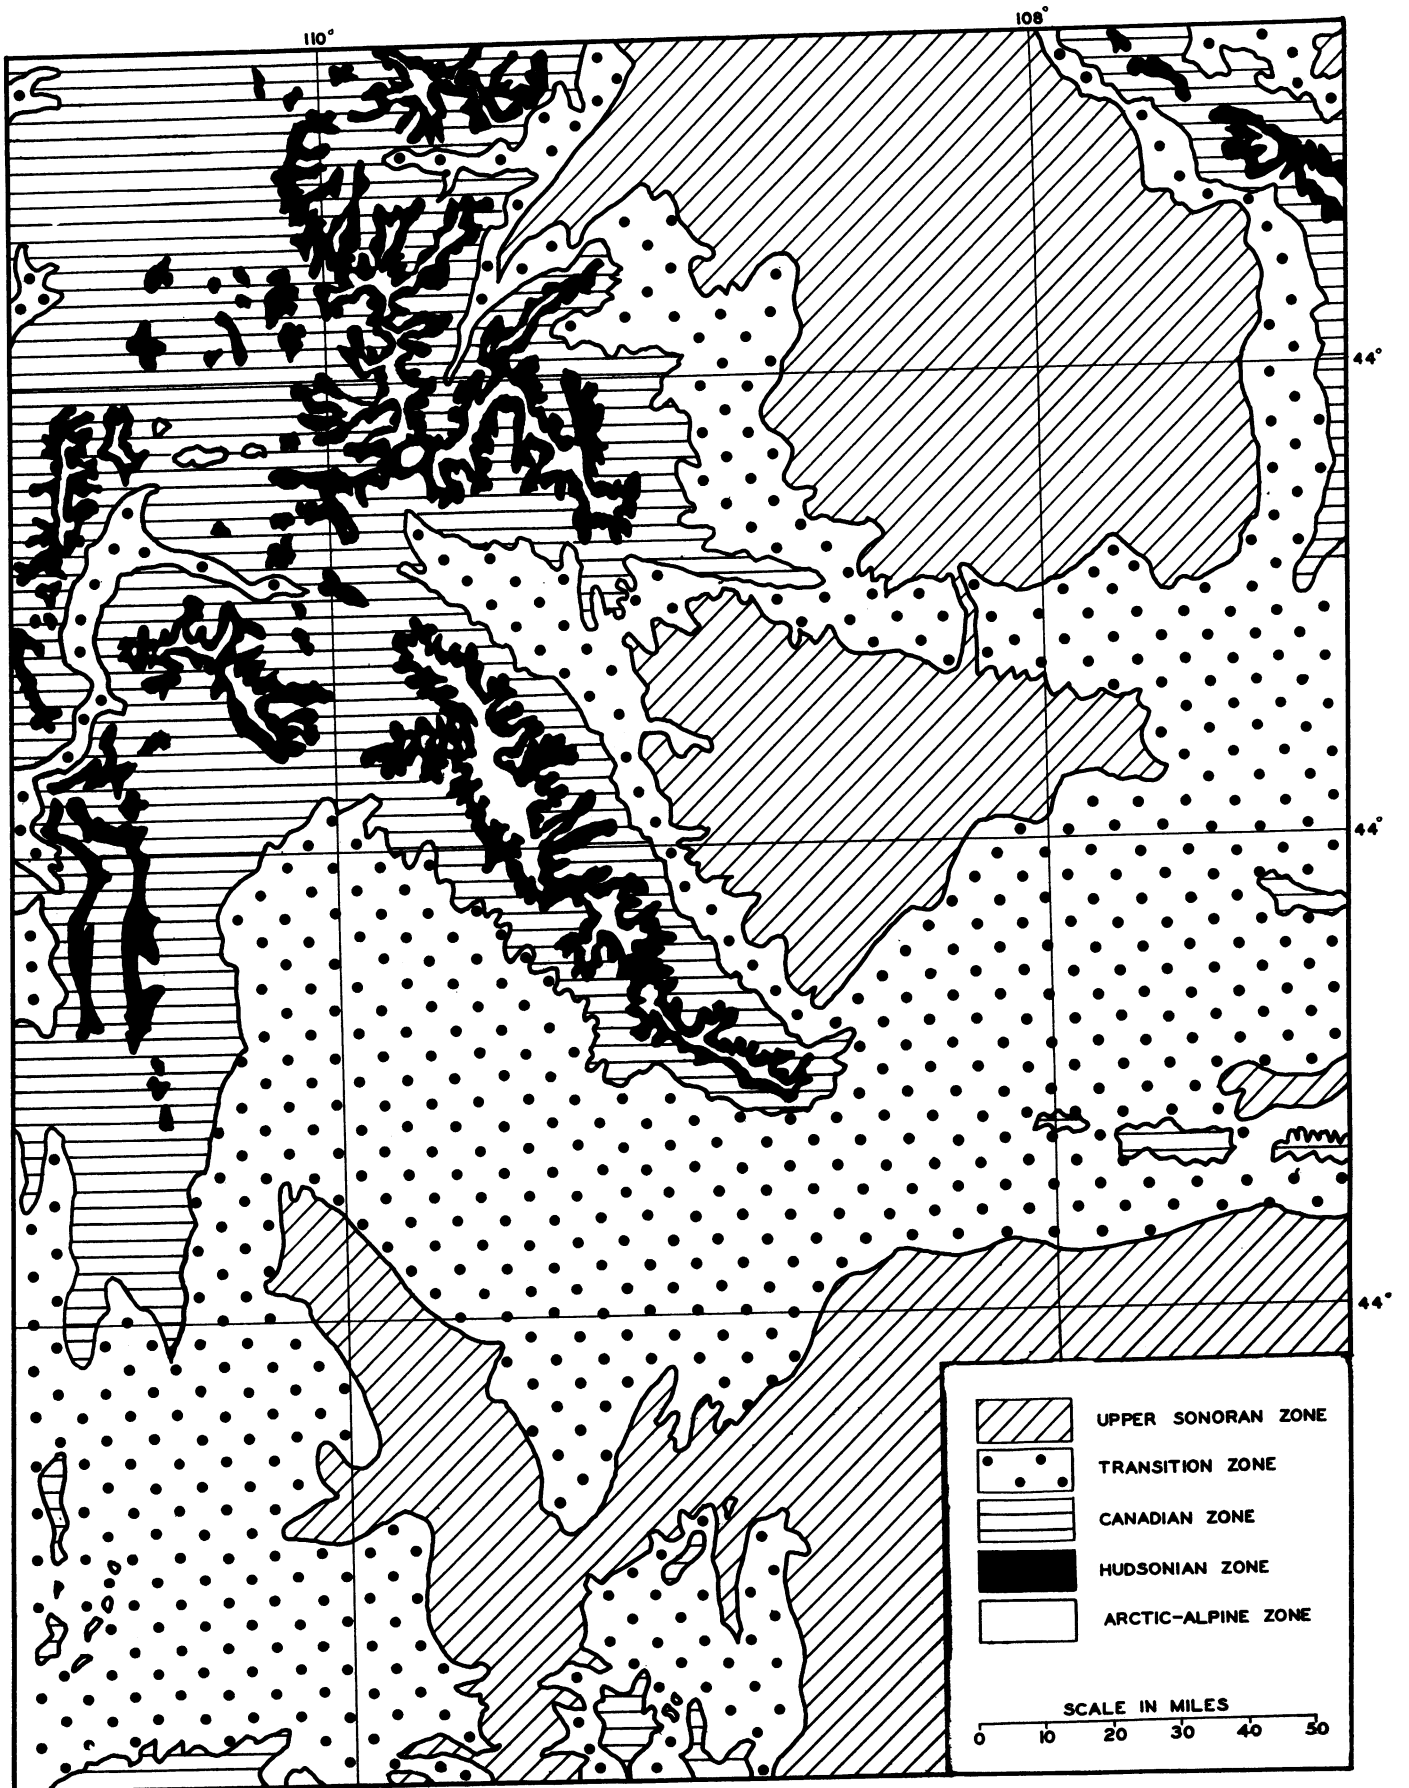 110°
108°
44°
44°
44°
UPPER SONORAN ZONE
TRANSITION ZONE
CANADIAN ZONE
HUDSONIAN ZONE
ARCTIC-ALPINE ZONE
SCALE IN MILES
0 10 20 30 40 50